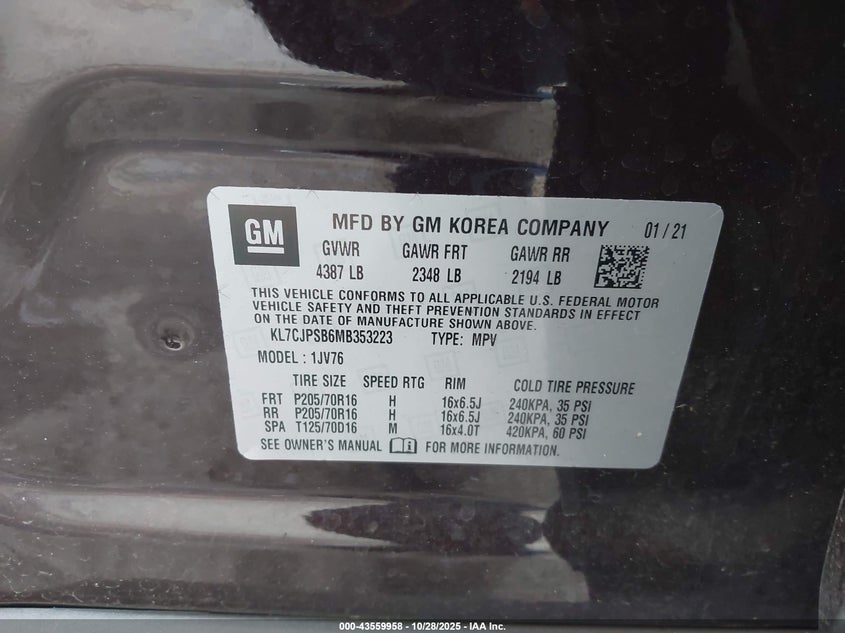 GM
MFD BY GM KOREA COMPANY 01/21
GVWR GAWR FRT GAWR RR
4387 LB 2348 LB 2194 LB
THIS VEHICLE CONFORMS TO ALL APPLICABLE U.S. FEDERAL MOTOR
VEHICLE SAFETY AND THEFT PREVENTION STANDARDS IN EFFECT
ON THE DATE OF MANUFACTURE SHOWN ABOVE.
KL7CJPSB6MB353223 TYPE: MPV
MODEL: 1JV76
TIRE SIZE SPEED RTG RIM COLD TIRE PRESSURE
FRT P205/70R16 H 16x6.5J 240KPA, 35 PSI
RR P205/70R16 H 16x6.5J 240KPA, 35 PSI
SPA T125/70D16 M 16x4.0T 420KPA, 60 PSI
SEE OWNER'S MANUAL FOR MORE INFORMATION.
000-43559958 - 10/28/2025 - IAA Inc.